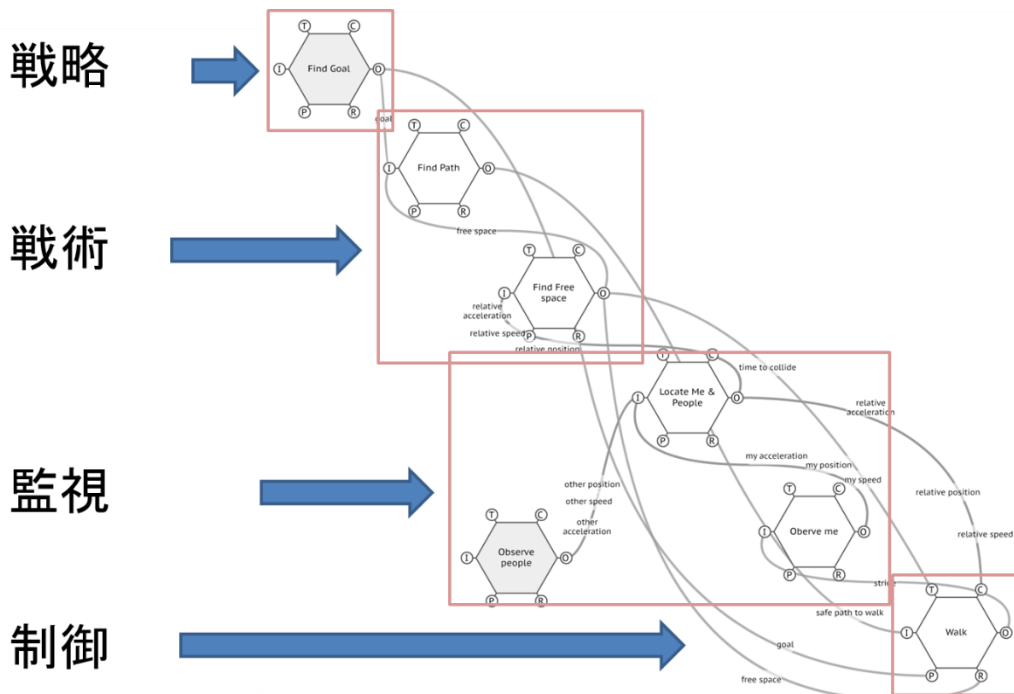 戦略
T C
Find Goal
I O
P R
goal
T C
Find Path
I O
P R
戦術
free space
T C
Find Free
space
I O
relative
acceleration
relative speed
P R
relative position
T C
time to collide
Locate Me &
People
I O
relative
acceleration
P R
my acceleration
my position
my speed
監視
other position
other speed
other
acceleration
relative position
relative speed
T C
Oberve me
I O
P R
T C
Observe
people
I O
P R
stride
T C
safe path to walk
制御
Walk
I O
goal
free space
P R